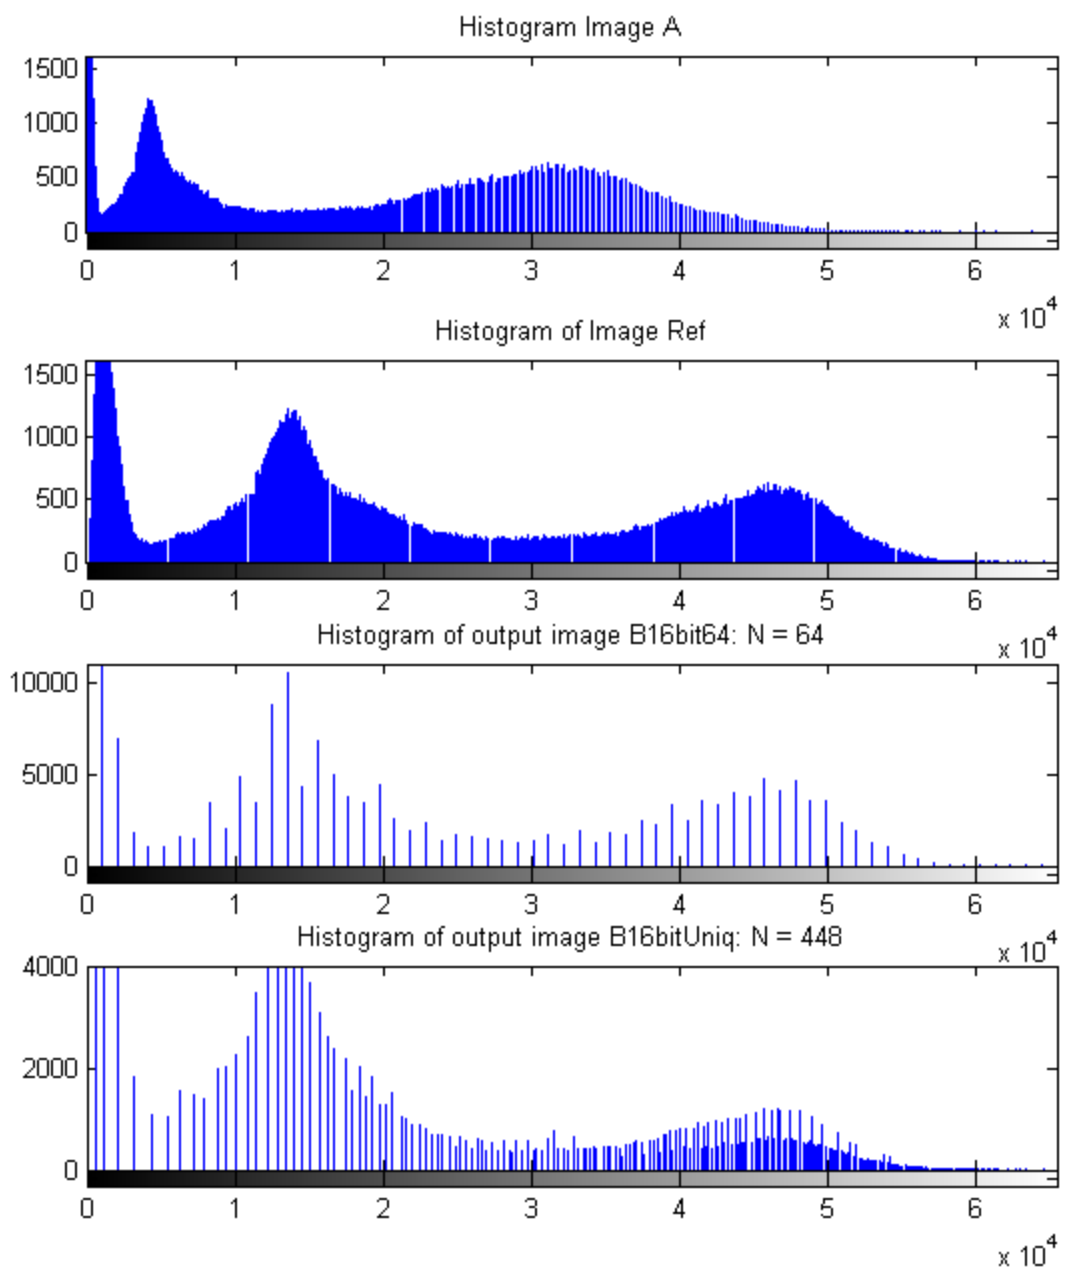 Histogram Image A
1500
1000
500
0
0 1 2 3 4 5 6
x 10^4
Histogram of Image Ref
1500
1000
500
0
0 1 2 3 4 5 6
x 10^4
Histogram of output image B16bit64: N = 64
10000
5000
0
0 1 2 3 4 5 6
x 10^4
Histogram of output image B16bitUniq: N = 448
4000
2000
0
0 1 2 3 4 5 6
x 10^4